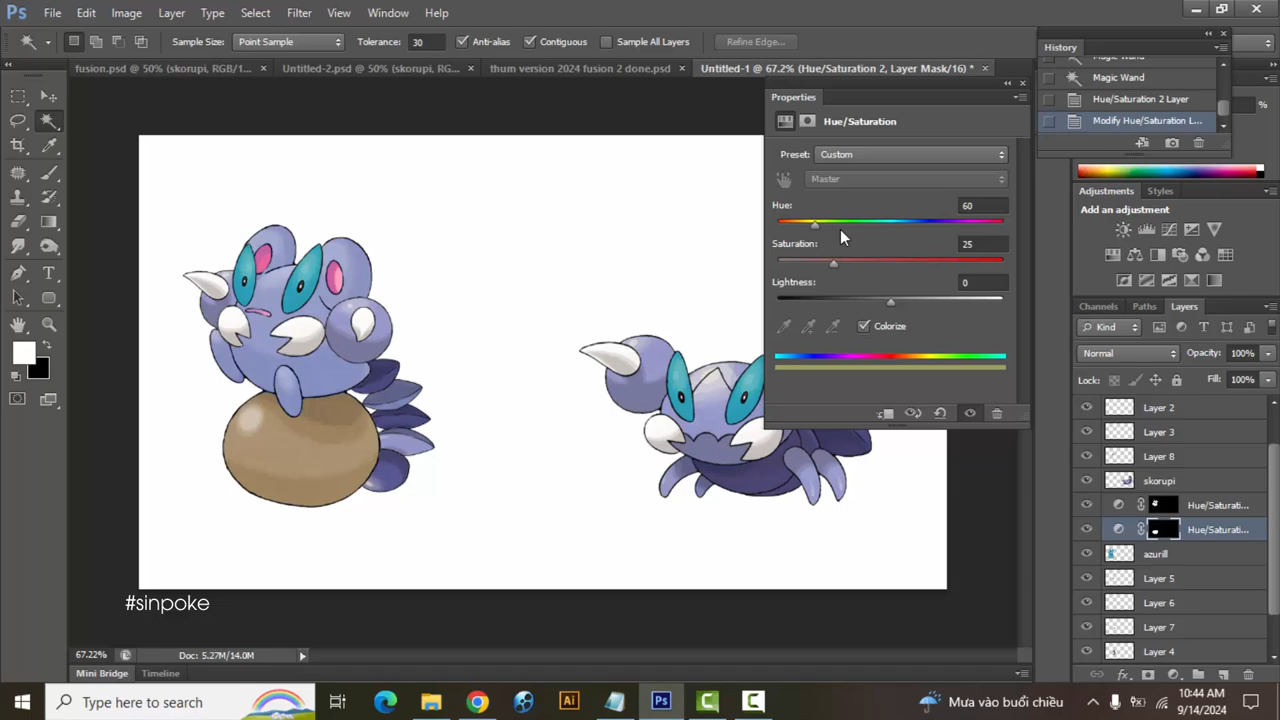 Ps File Edit Image Layer Type Select Filter View Window Help
Sample Size: Point Sample Tolerance: 30 Anti-alias Contiguous Sample All Layers Refine Edge...
fusion.psd @ 50% (skorupi, RGB/1... × Untitled-2.psd @ 50% (skorupi, RG... × thum version 2024 fusion 2 done.psd × Untitled-1 @ 67.2% (Hue/Saturation 2, Layer Mask/16) * ×
History
Magic Wand
Magic Wand
Hue/Saturation 2 Layer
Modify Hue/Saturation L...
Properties
Hue/Saturation
Preset: Custom
Master
Hue: 60
Saturation: 25
Lightness: 0
Colorize
%
Adjustments Styles
Add an adjustment
Channels Paths Layers
Kind
Normal Opacity: 100%
Lock: Fill: 100%
Layer 2
Layer 3
Layer 8
skorupi
Hue/Saturati...
Hue/Saturati...
azurill
Layer 5
Layer 6
Layer 7
Layer 4
#sinpoke
67.22% Doc: 5.27M/14.0M
Mini Bridge Timeline
Type here to search
Ai Ps
Mưa vào buổi chiều
10:44 AM
9/14/2024